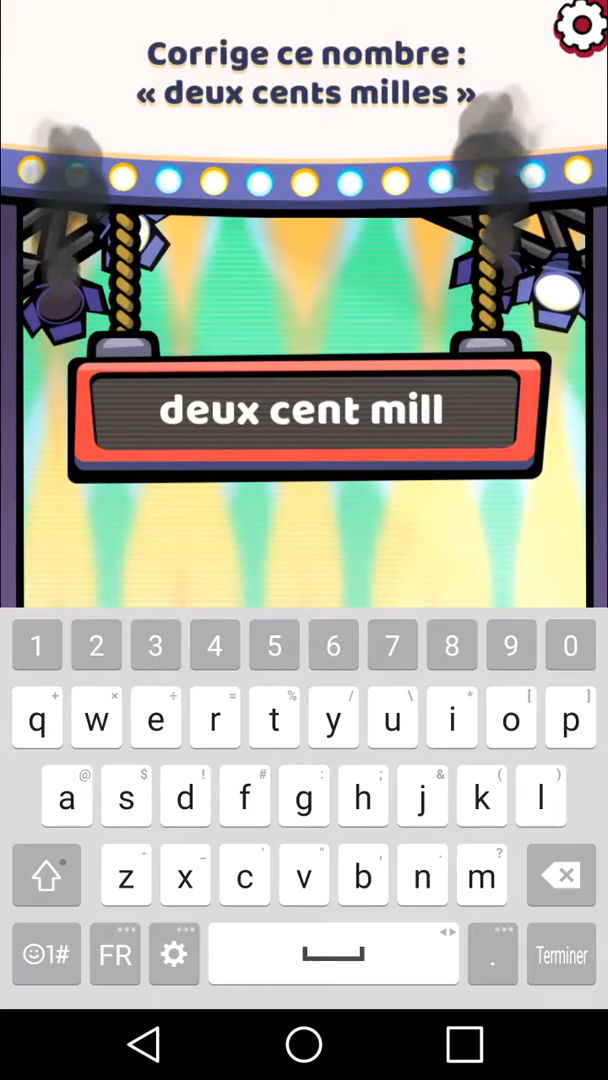 Corrige ce nombre :
« deux cents milles »
deux cent mill
1 2 3 4 5 6 7 8 9 0
+ × ÷ = % / \ * [ ]
q w e r t y u i o p
@ $ ! # : ; & ( )
a s d f g h j k l
- _ ' " , . ?
z x c v b n m
1# FR . Terminer